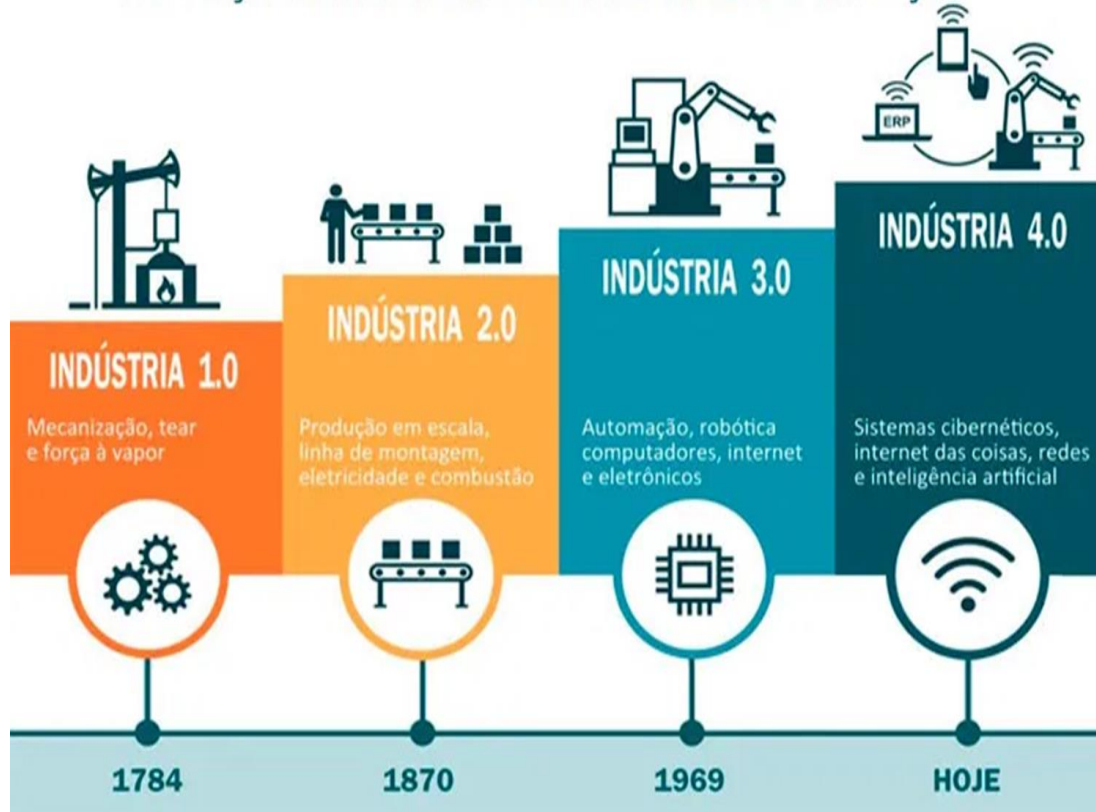 ERP
INDÚSTRIA 1.0
Mecanização, tear
e força à vapor
INDÚSTRIA 2.0
Produção em escala,
linha de montagem,
eletricidade e combustão
INDÚSTRIA 3.0
Automação, robótica
computadores, internet
e eletrônicos
INDÚSTRIA 4.0
Sistemas cibernéticos,
internet das coisas, redes
e inteligência artificial
1784
1870
1969
HOJE